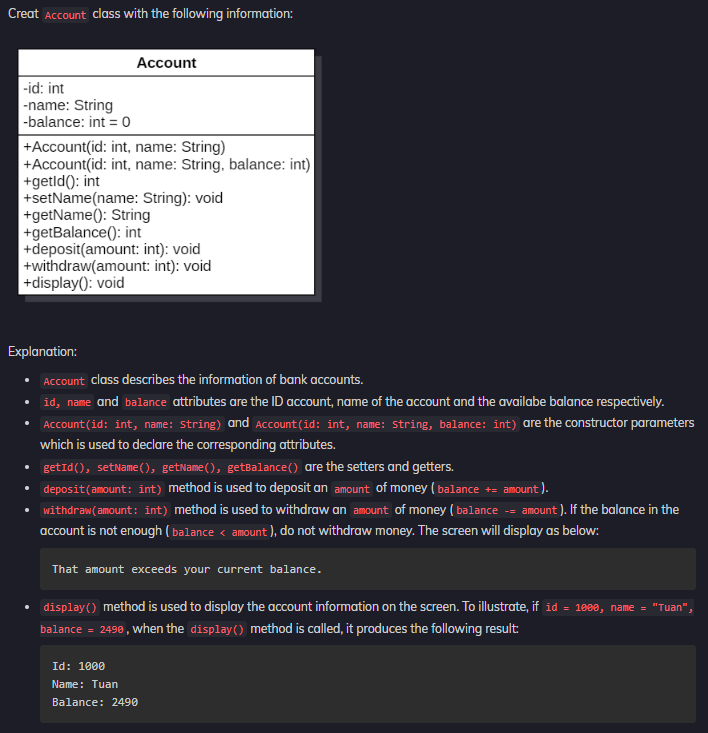 Creat Account class with the following information:
Account
-id: int
-name: String
-balance: int = 0
+Account(id: int, name: String)
+Account(id: int, name: String, balance: int)
+getId(): int
+setName(name: String): void
+getName(): String
+getBalance(): int
+deposit(amount: int): void
+withdraw(amount: int): void
+display(): void
Explanation:
• Account class describes the information of bank accounts.
• id, name and balance attributes are the ID account, name of the account and the availabe balance respectively.
• Account(id: int, name: String) and Account(id: int, name: String, balance: int) are the constructor parameters
which is used to declare the corresponding attributes.
• getId(), setName(), getName(), getBalance() are the setters and getters.
• deposit(amount: int) method is used to deposit an amount of money ( balance += amount ).
• withdraw(amount: int) method is used to withdraw an amount of money ( balance -= amount ). If the balance in the
account is not enough ( balance < amount ), do not withdraw money. The screen will display as below:
That amount exceeds your current balance.
• display() method is used to display the account information on the screen. To illustrate, if id = 1000, name = "Tuan",
balance = 2490 , when the display() method is called, it produces the following result:
Id: 1000
Name: Tuan
Balance: 2490